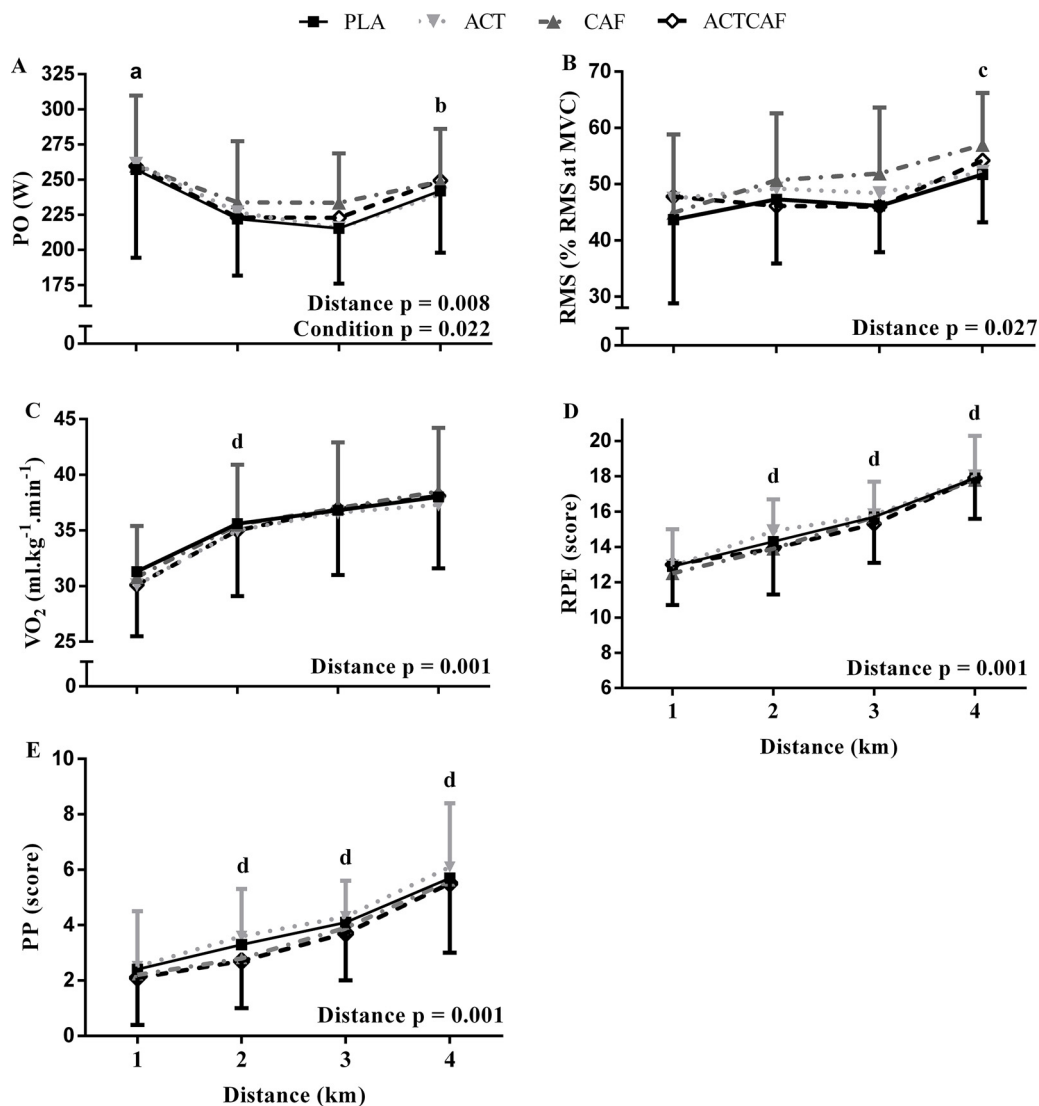 PLA ACT CAF ACTCAF
A
PO (W)
325
300
275
250
225
200
175
0
a
b
Distance p = 0.008
Condition p = 0.022
B
RMS (% RMS at MVC)
70
60
50
40
30
0
c
Distance p = 0.027
C
VO₂ (ml.kg⁻¹.min⁻¹)
45
40
35
30
25
0
d
Distance p = 0.001
D
RPE (score)
20
18
16
14
12
10
8
6
d
d
d
Distance p = 0.001
1 2 3 4
Distance (km)
E
PP (score)
10
8
6
4
2
0
d
d
d
Distance p = 0.001
1 2 3 4
Distance (km)